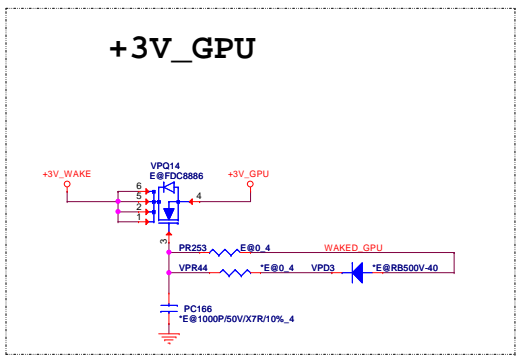 +3V_GPU
VPQ14
E@FDC8886
+3V_WAKE
+3V_GPU
6
5
2
1
4
3
PR253
E@0_4
WAKED_GPU
VPR44
*E@0_4
VPD3
*E@RB500V-40
PC166
*E@1000P/50V/X7R/10%_4